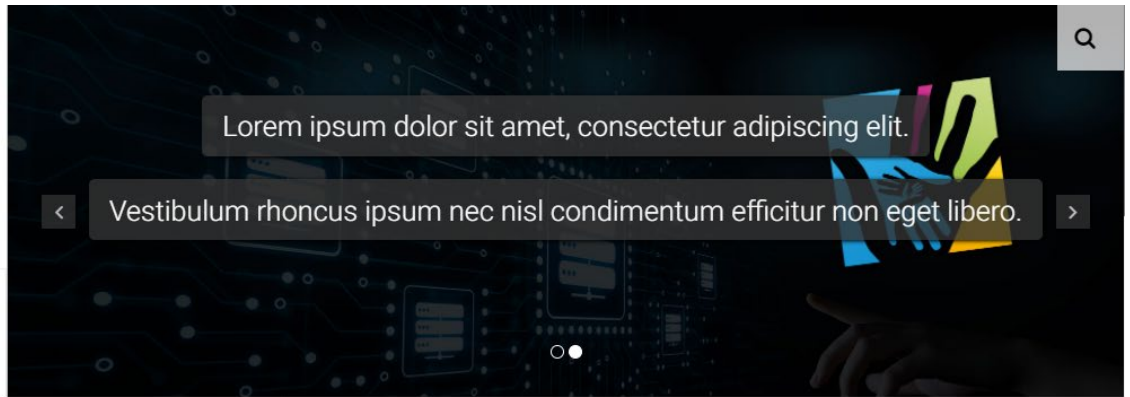 Lorem ipsum dolor sit amet, consectetur adipiscing elit.
Vestibulum rhoncus ipsum nec nisl condimentum efficitur non eget libero.